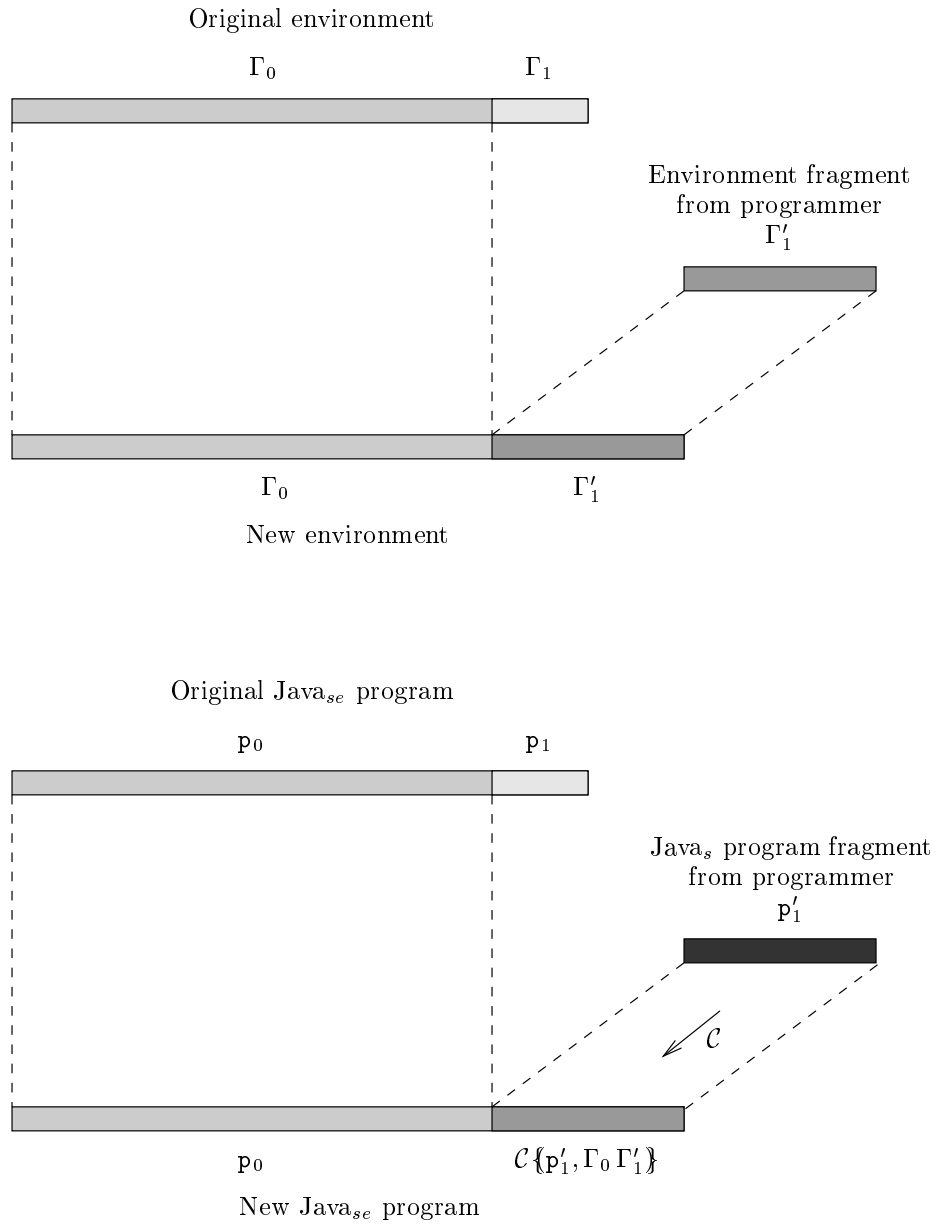 Original environment
Γ₀ Γ₁
Environment fragment
from programmer
Γ′₁
Γ₀ Γ′₁
New environment
Original Javaₛₑ program
p₀ p₁
Javaₛ program fragment
from programmer
p′₁
𝒞
p₀ 𝒞{[p′₁, Γ₀ Γ′₁]}
New Javaₛₑ program